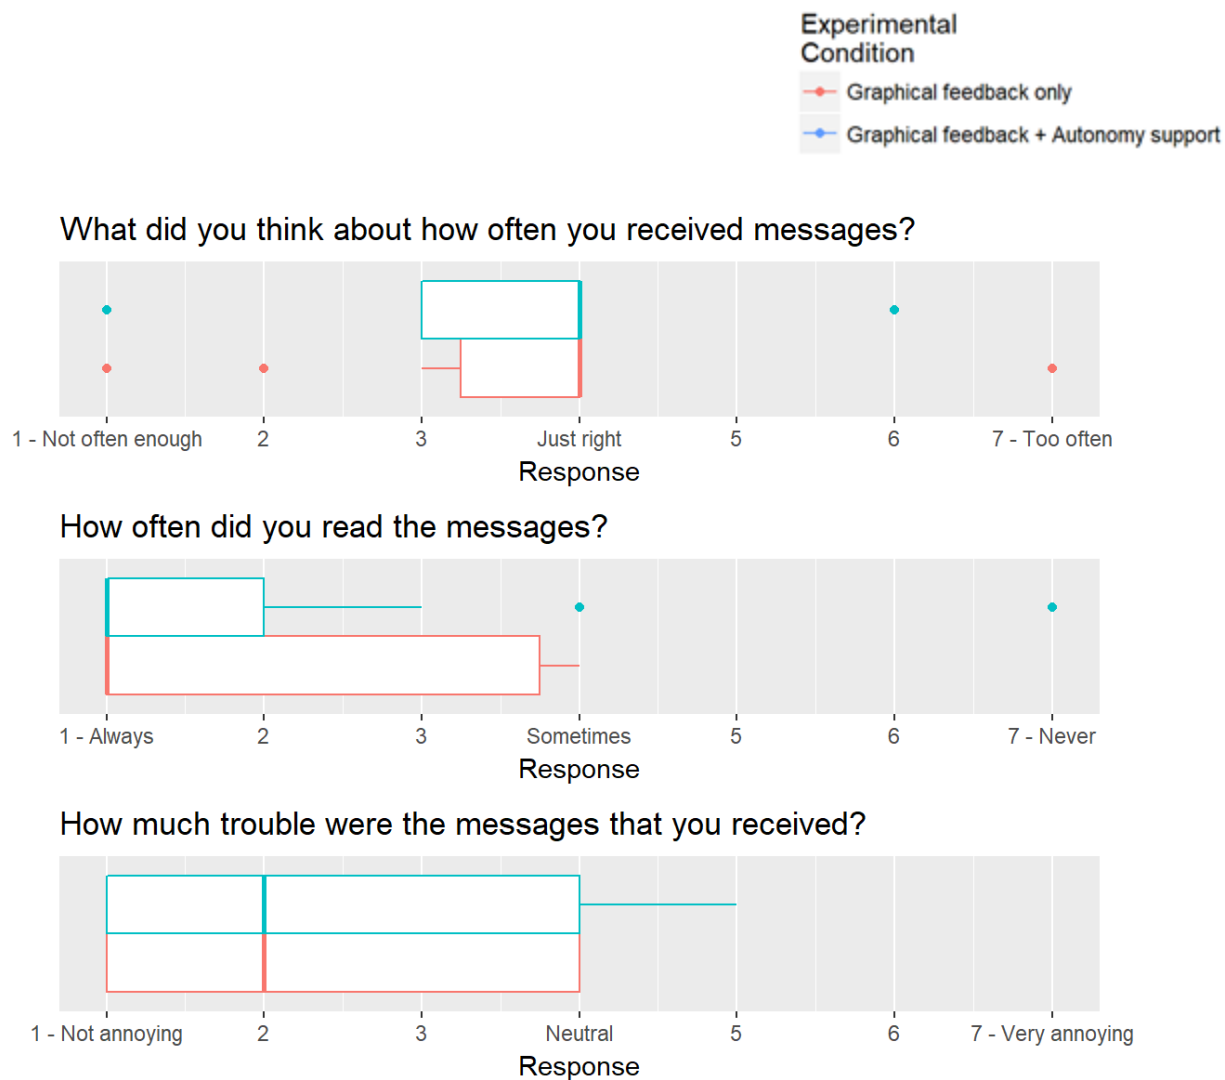 Experimental
Condition
Graphical feedback only
Graphical feedback + Autonomy support
What did you think about how often you received messages?
1 - Not often enough 2 3 Just right 5 6 7 - Too often
Response
How often did you read the messages?
1 - Always 2 3 Sometimes 5 6 7 - Never
Response
How much trouble were the messages that you received?
1 - Not annoying 2 3 Neutral 5 6 7 - Very annoying
Response